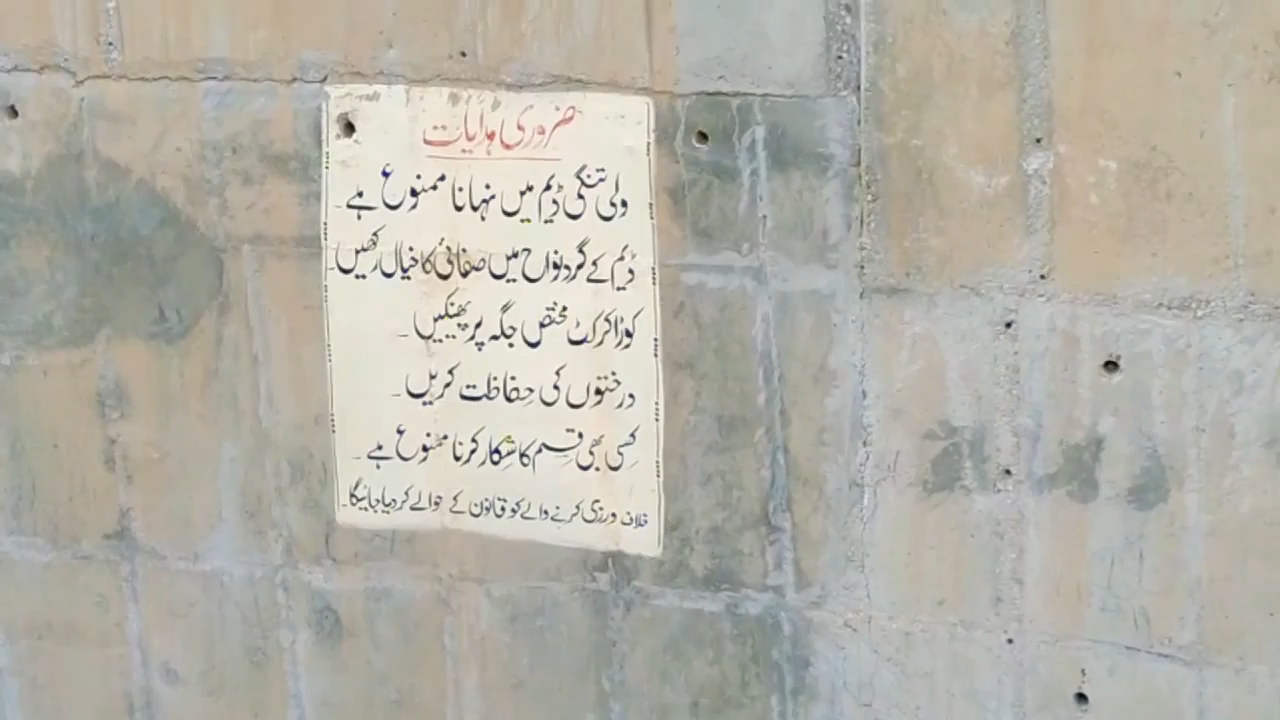 ضروری ہدایات
ولی تنگی ڈیم میں نہانا ممنوع ہے۔
ڈیم کے گردنواح میں صفائی کا خیال رکھیں۔
کوڑا کرکٹ مختص جگہ پر پھینکیں۔
درختوں کی حفاظت کریں۔
کسی بھی قسم کا شکار کرنا ممنوع ہے۔
خلاف ورزی کرنے والے کو قانون کے حوالے کر دیا جائیگا۔